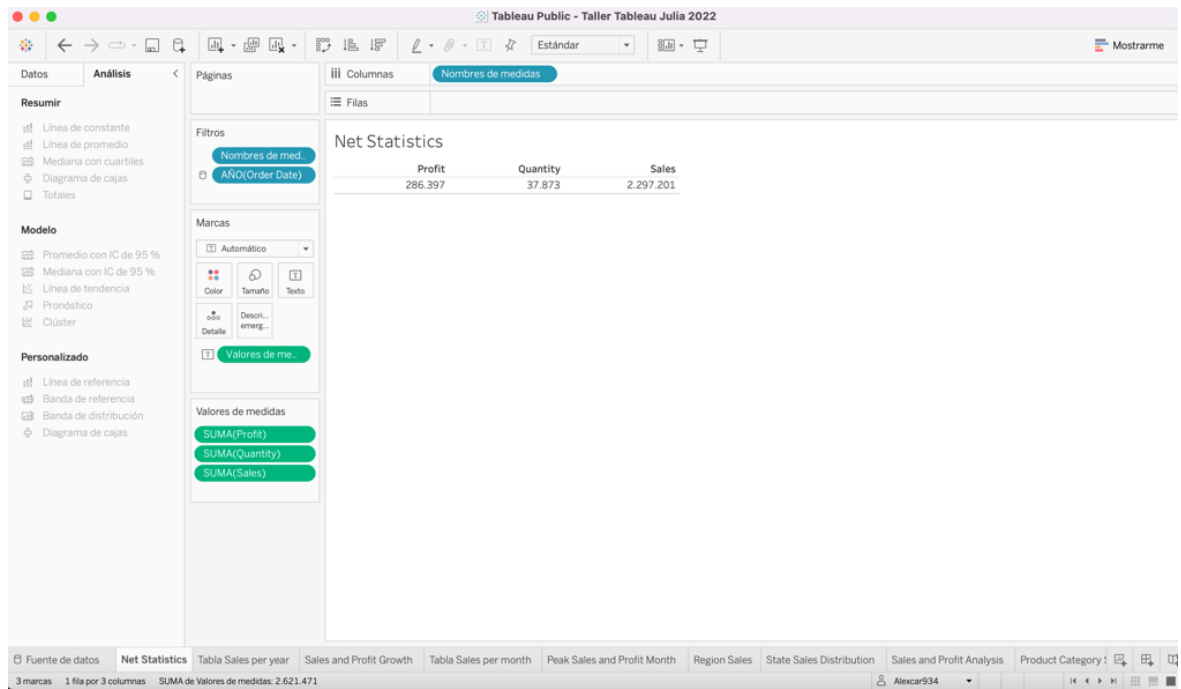 Tableau Public - Taller Tableau Julia 2022
Estándar
Mostrarme
Datos
Análisis
Páginas
Columnas
Nombres de medidas
Filas
Resumir
Línea de constante
Línea de promedio
Mediana con cuartiles
Diagrama de cajas
Totales
Modelo
Promedio con IC de 95 %
Mediana con IC de 95 %
Línea de tendencia
Pronóstico
Clúster
Personalizado
Línea de referencia
Banda de referencia
Banda de distribución
Diagrama de cajas
Filtros
Nombres de med..
AÑO(Order Date)
Marcas
Automático
Color Tamaño Texto
Detalle Descri... emerg...
Valores de me..
Valores de medidas
SUMA(Profit)
SUMA(Quantity)
SUMA(Sales)
Net Statistics
Profit Quantity Sales
286.397 37.873 2.297.201
Fuente de datos Net Statistics Tabla Sales per year Sales and Profit Growth Tabla Sales per month Peak Sales and Profit Month Region Sales State Sales Distribution Sales and Profit Analysis Product Category
3 marcas 1 fila por 3 columnas SUMA de Valores de medidas: 2.621.471 Alexcar934